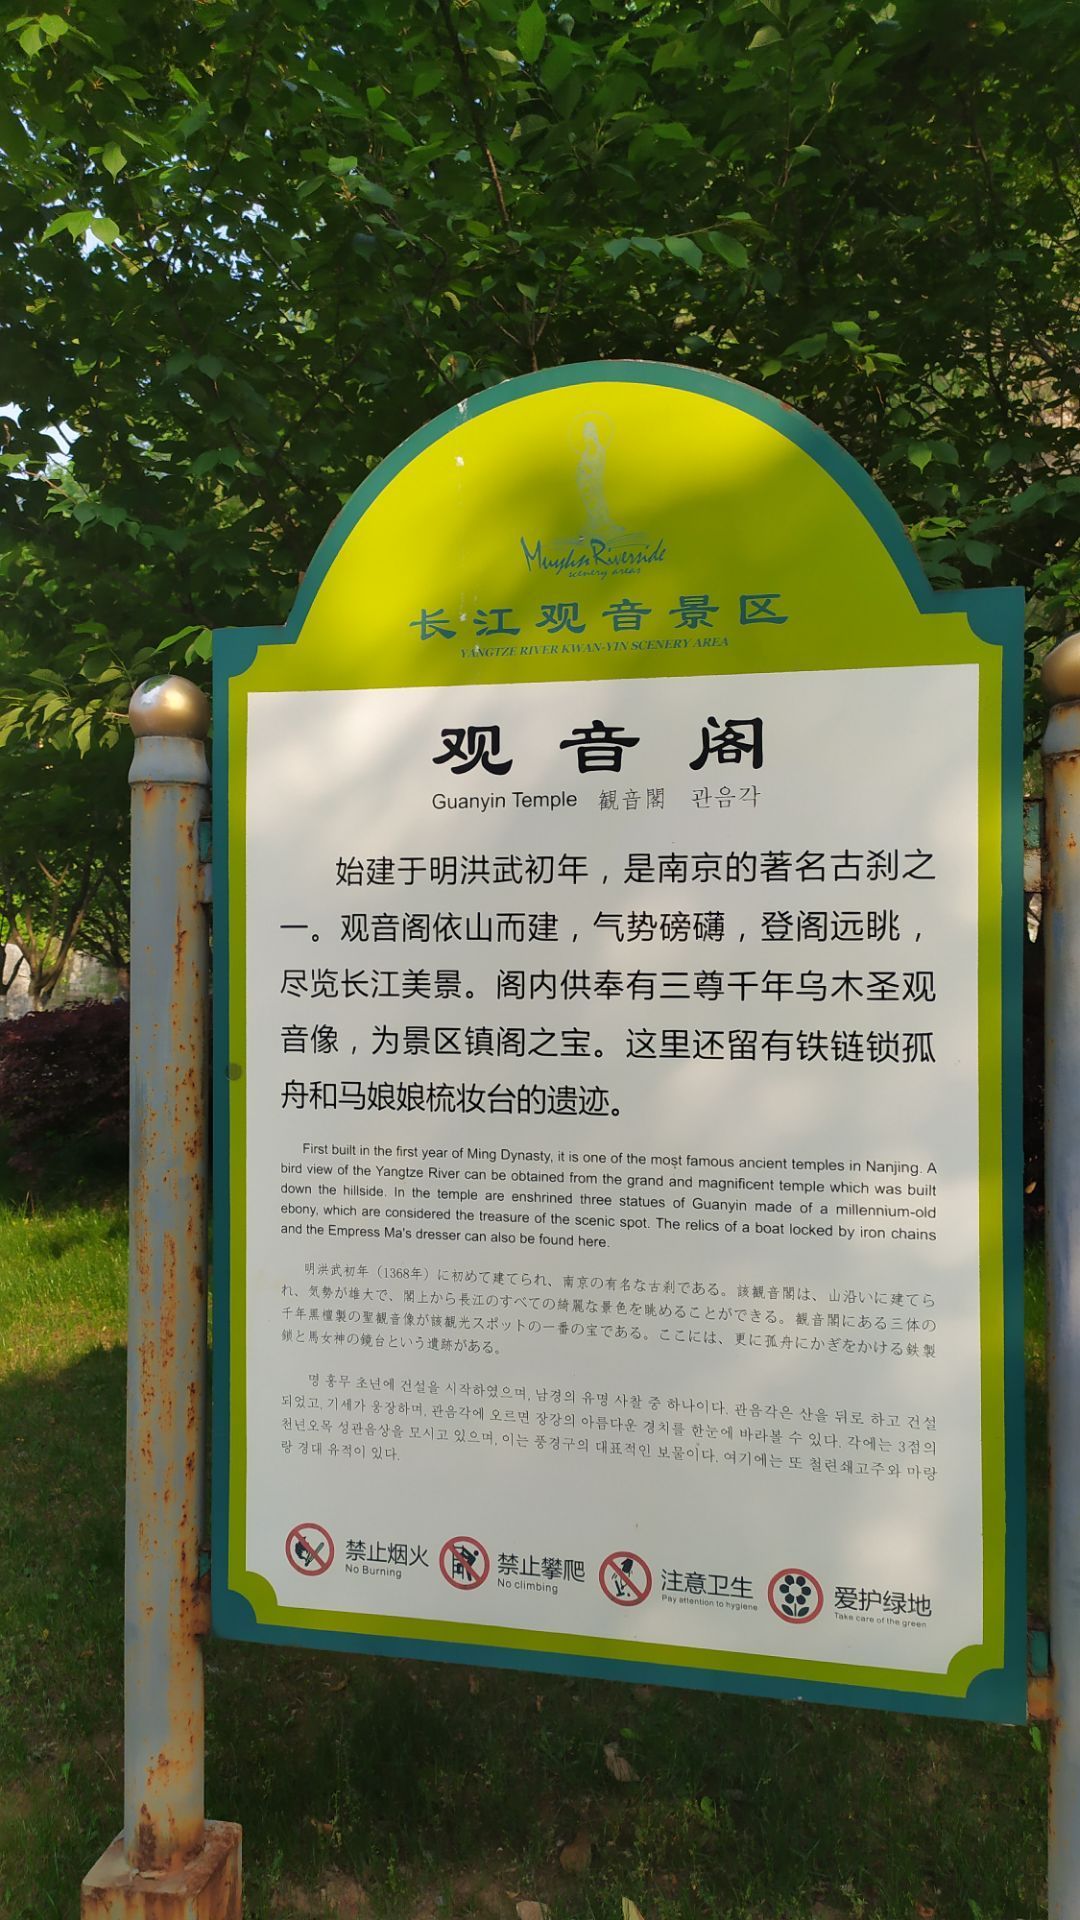 scenery areas
长江观音景区
YANGTZE RIVER KWAN-YIN SCENERY AREA
观音阁
Guanyin Temple 観音閣 관음각
始建于明洪武初年，是南京的著名古刹之
一。观音阁依山而建，气势磅礴，登阁远眺，
尽览长江美景。阁内供奉有三尊千年乌木圣观
音像，为景区镇阁之宝。这里还留有铁链锁孤
舟和马娘娘梳妆台的遗迹。
First built in the first year of Ming Dynasty, it is one of the most famous ancient temples in Nanjing. A
bird view of the Yangtze River can be obtained from the grand and magnificent temple which was built
down the hillside. In the temple are enshrined three statues of Guanyin made of a millennium-old
ebony, which are considered the treasure of the scenic spot. The relics of a boat locked by iron chains
and the Empress Ma's dresser can also be found here.
明洪武初年（1368年）に初めて建てられ、南京の有名な古刹である。該観音閣は、山沿いに建てら
れ、気勢が雄大で、閣上から長江のすべての綺麗な景色を眺めることができる。観音閣にある三体の
千年黒檀製の聖観音像が該観光スポットの一番の宝である。ここには、更に孤舟にかぎをかける鉄製
鎖と馬女神の鏡台という遺跡がある。
명 홍무 초년에 건설을 시작하였으며, 남경의 유명 사찰 중 하나이다. 관음각은 산을 뒤로 하고 건설
되었고, 기세가 웅장하며, 관음각에 오르면 장강의 아름다운 경치를 한눈에 바라볼 수 있다. 각에는 3점의
천년오목 성관음상을 모시고 있으며, 이는 풍경구의 대표적인 보물이다. 여기에는 또 철련쇄고주와 마랑
랑 경대 유적이 있다.
禁止烟火
No Burning
禁止攀爬
No climbing
注意卫生
Pay attention to hygiene
爱护绿地
Take care of the green